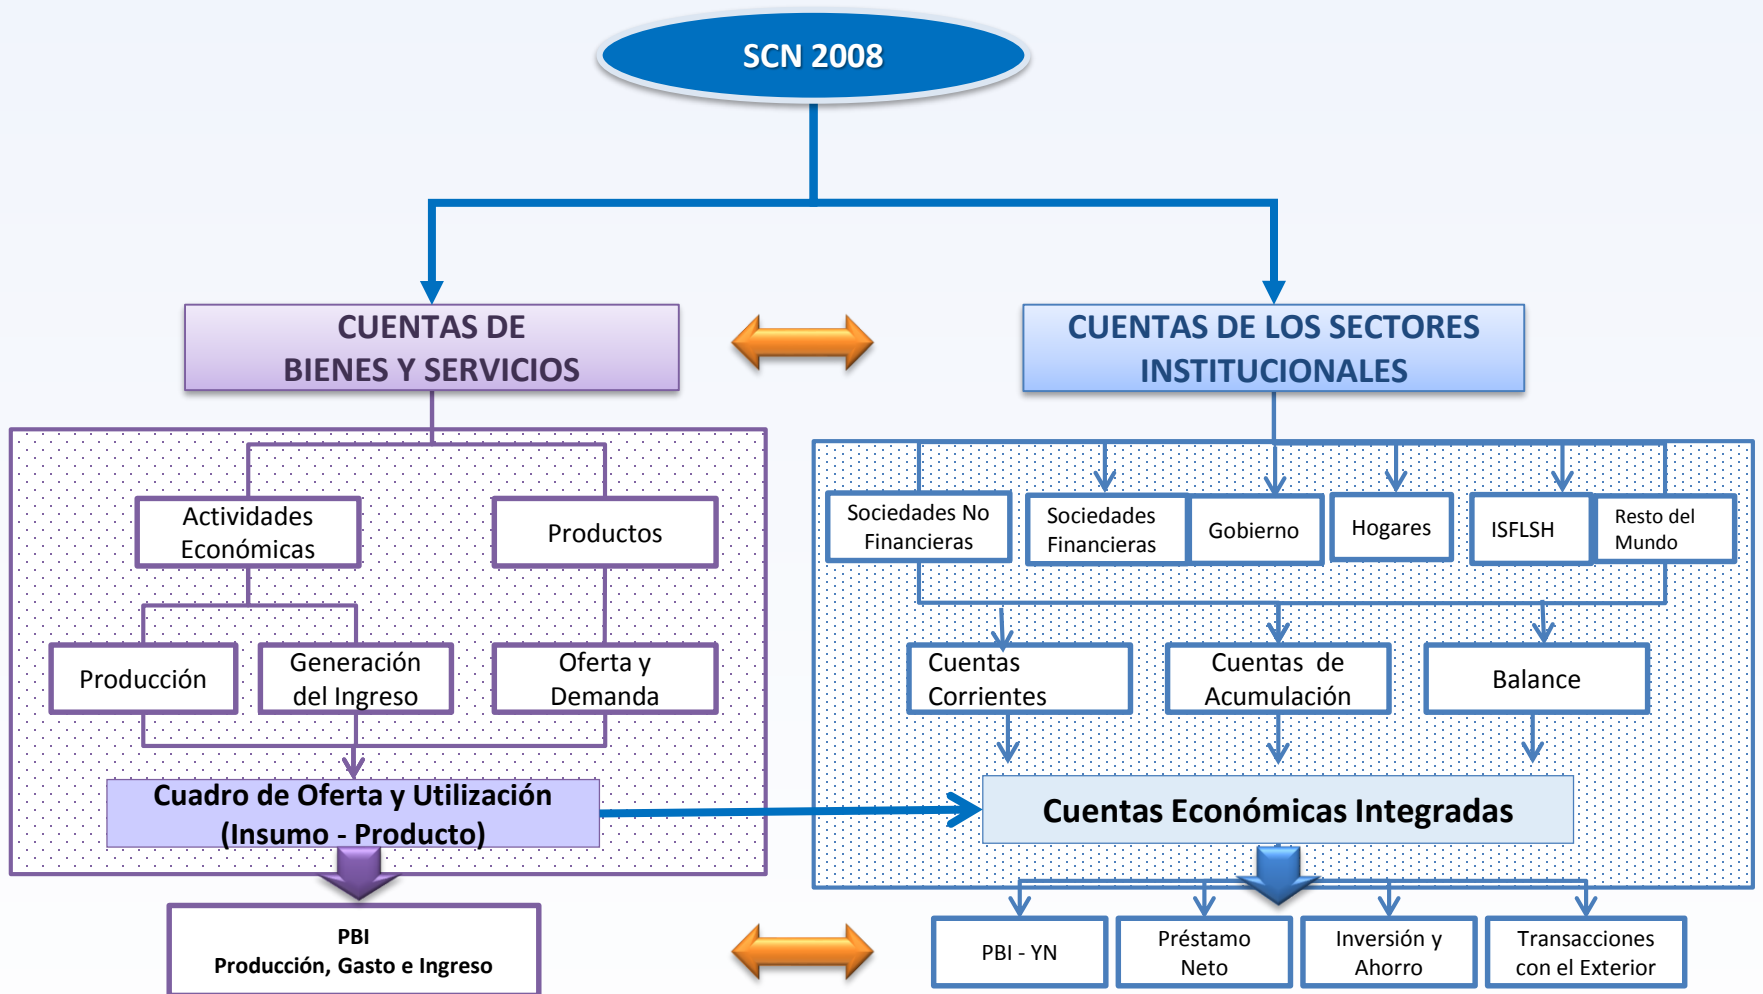 SCN 2008
CUENTAS DE
BIENES Y SERVICIOS
CUENTAS DE LOS SECTORES
INSTITUCIONALES
Actividades
Económicas
Productos
Sociedades No
Financieras
Sociedades
Financieras
Gobierno
Hogares
ISFLSH
Resto del
Mundo
Producción
Generación
del Ingreso
Oferta y
Demanda
Cuentas
Corrientes
Cuentas de
Acumulación
Balance
Cuadro de Oferta y Utilización
(Insumo - Producto)
Cuentas Económicas Integradas
PBI
Producción, Gasto e Ingreso
PBI - YN
Préstamo
Neto
Inversión y
Ahorro
Transacciones
con el Exterior